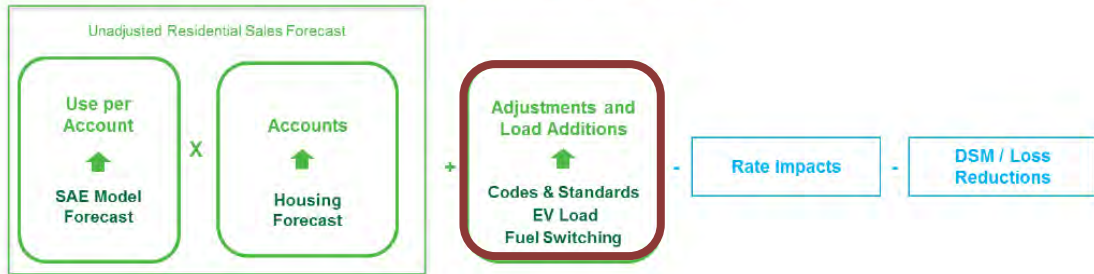 Unadjusted Residential Sales Forecast
Use per
Account
SAE Model
Forecast
X
Accounts
Housing
Forecast
+
Adjustments and
Load Additions
Codes & Standards
EV Load
Fuel Switching
-
Rate Impacts
-
DSM / Loss
Reductions